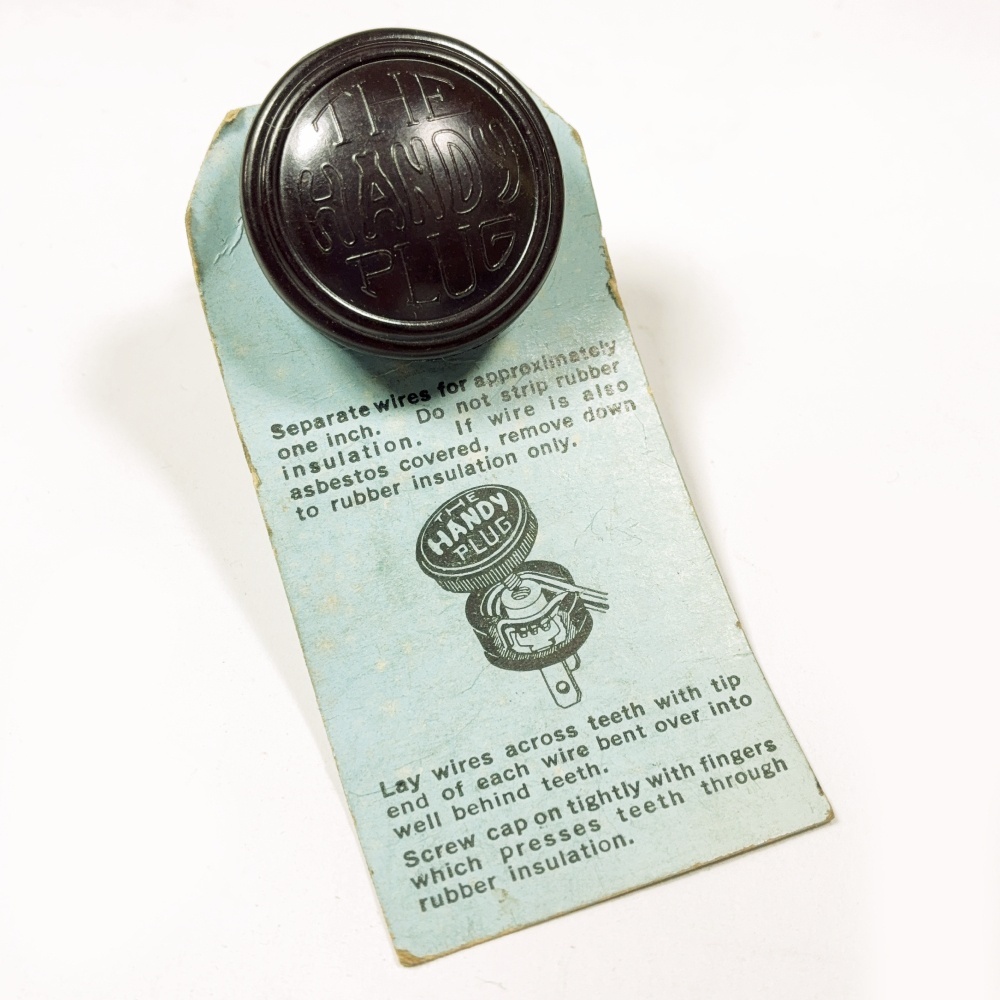 THE
HANDY
PLUG
Separate wires for approximately
one inch. Do not strip rubber
insulation. If wire is also
asbestos covered, remove down
to rubber insulation only.
THE
HANDY
PLUG
Lay wires across teeth with tip
end of each wire bent over into
well behind teeth.
Screw cap on tightly with fingers
which presses teeth through
rubber insulation.